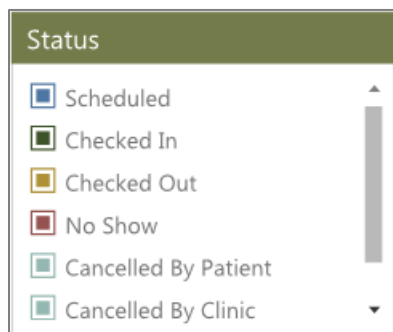 Status
Scheduled
Checked In
Checked Out
No Show
Cancelled By Patient
Cancelled By Clinic